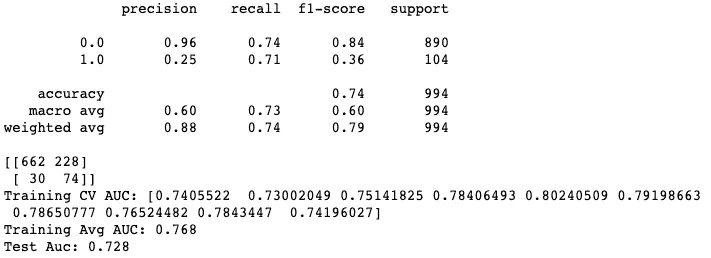 precision recall f1-score support
0.0 0.96 0.74 0.84 890
1.0 0.25 0.71 0.36 104
accuracy 0.74 994
macro avg 0.60 0.73 0.60 994
weighted avg 0.88 0.74 0.79 994
[[662 228]
[ 30 74]]
Training CV AUC: [0.7405522 0.73002049 0.75141825 0.78406493 0.80240509 0.79198663
0.78650777 0.76524482 0.7843447 0.74196027]
Training Avg AUC: 0.768
Test Auc: 0.728